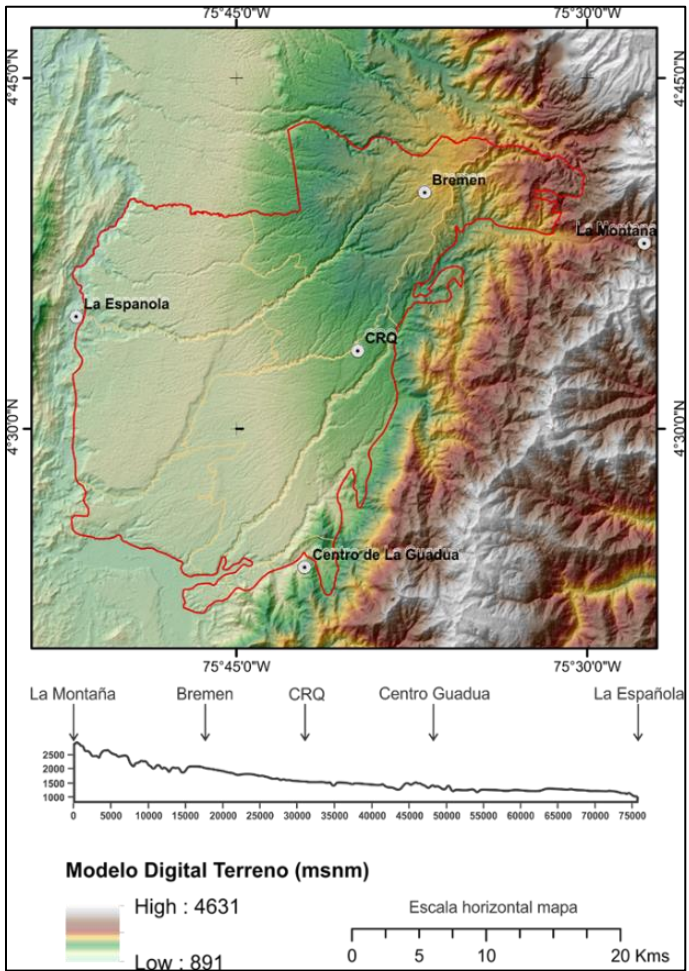 75°45'0"W
75°30'0"W
4°45'0"N
4°45'0"N
Bremen
La Montana
La Espanola
CRQ
4°30'0"N
4°30'0"N
Centro de La Guadua
75°45'0"W
75°30'0"W
La Montaña
Bremen
CRQ
Centro Guadua
La Española
2500
2000
1500
1000
0
5000
10000
15000
20000
25000
30000
35000
40000
45000
50000
55000
60000
65000
70000
75000
Modelo Digital Terreno (msnm)
High : 4631
Low : 891
Escala horizontal mapa
0
5
10
20 Kms